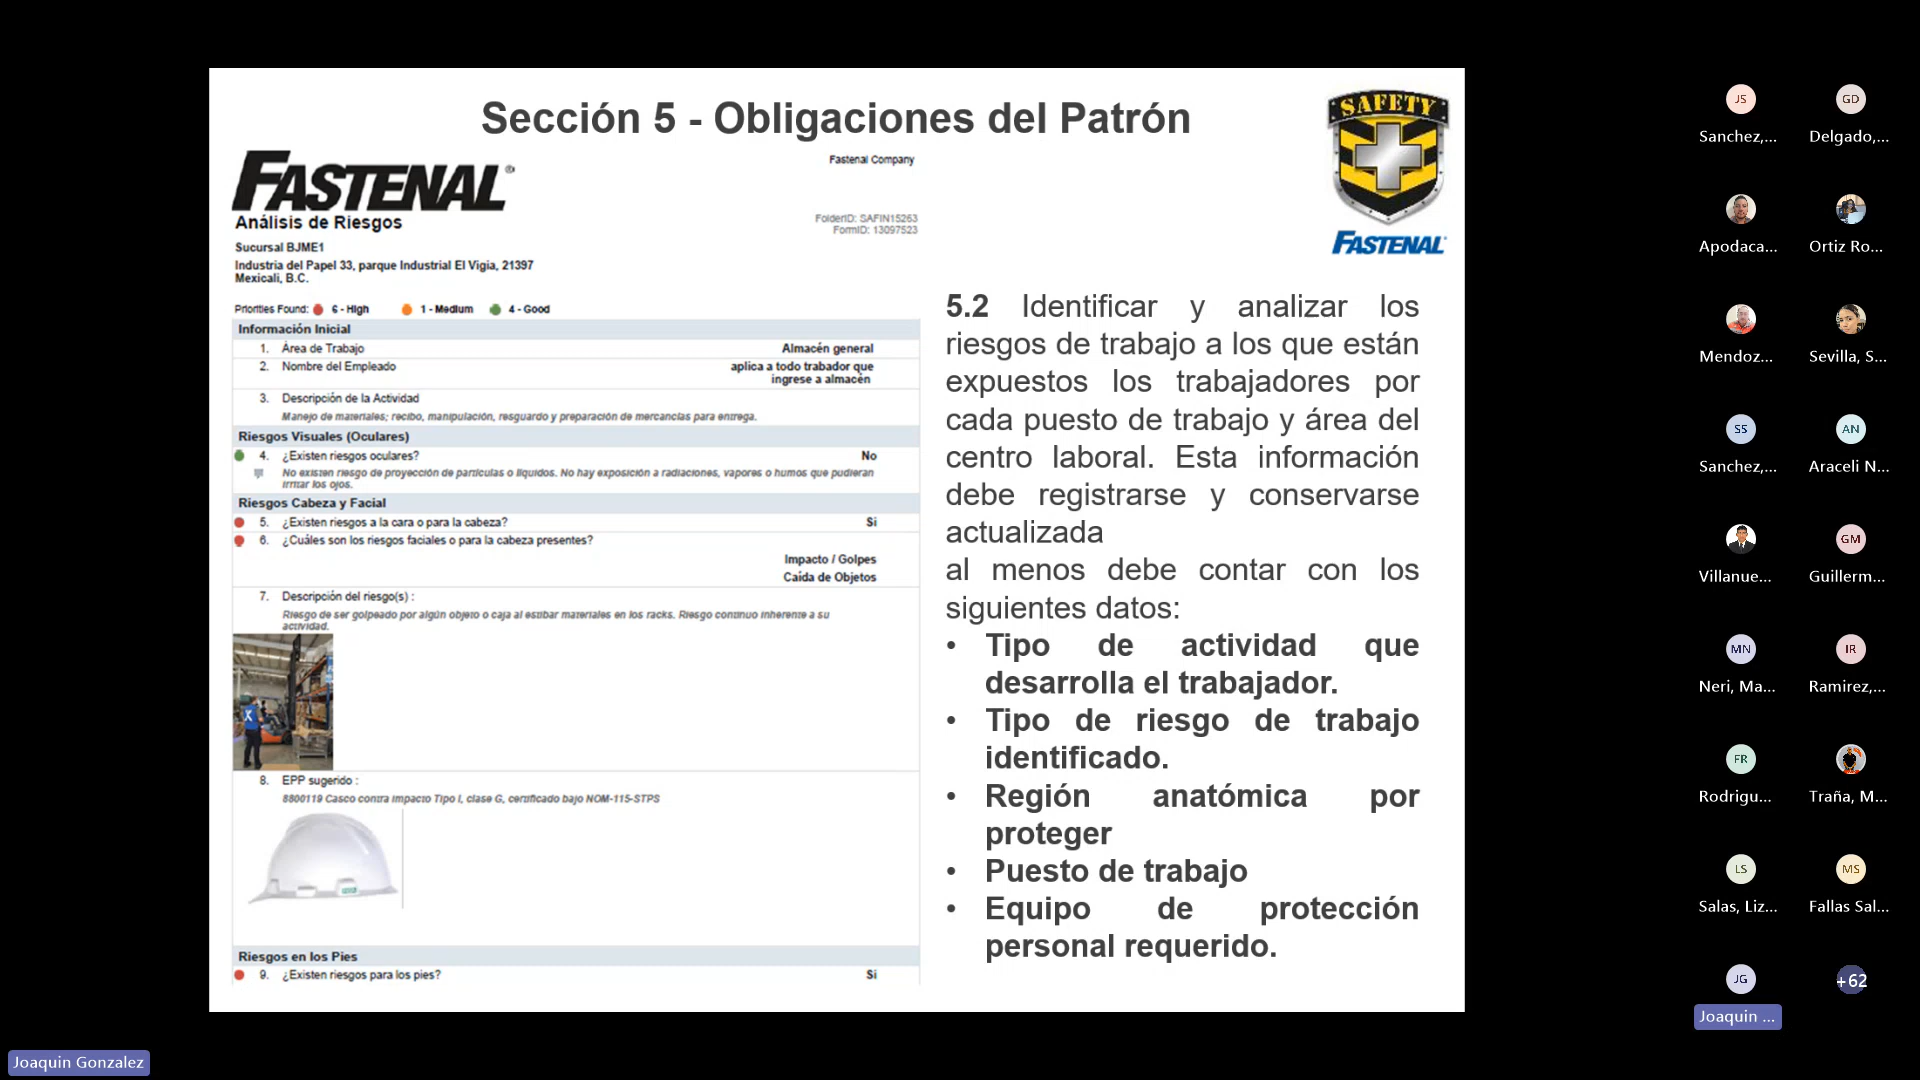 Sección 5 - Obligaciones del Patrón
SAFETY
FASTENAL
FASTENAL®
Análisis de Riesgos
Fastenal Company
FolderID: SAFIN15263
FormID: 13097523
Sucursal BJME1
Industria del Papel 33, parque Industrial El Vigia, 21397
Mexicali, B.C.
Priorities Found: 6 - High 1 - Medium 4 - Good
Información Inicial
1. Área de Trabajo Almacén general
2. Nombre del Empleado aplica a todo trabador que
ingrese a almacén
3. Descripción de la Actividad
Manejo de materiales; recibo, manipulación, resguardo y preparación de mercancías para entrega.
Riesgos Visuales (Oculares)
4. ¿Existen riesgos oculares? No
No existen riesgo de proyección de partículas o líquidos. No hay exposición a radiaciones, vapores o humos que pudieran
irritar los ojos.
Riesgos Cabeza y Facial
5. ¿Existen riesgos a la cara o para la cabeza? Si
6. ¿Cuáles son los riesgos faciales o para la cabeza presentes?
Impacto / Golpes
Caída de Objetos
7. Descripción del riesgo(s) :
Riesgo de ser golpeado por algún objeto o caja al estibar materiales en los racks. Riesgo continuo inherente a su
actividad.
8. EPP sugerido :
8800119 Casco contra impacto Tipo I, clase G, certificado bajo NOM-115-STPS
Riesgos en los Pies
9. ¿Existen riesgos para los pies? Si
5.2 Identificar y analizar los
riesgos de trabajo a los que están
expuestos los trabajadores por
cada puesto de trabajo y área del
centro laboral. Esta información
debe registrarse y conservarse
actualizada
al menos debe contar con los
siguientes datos:
• Tipo de actividad que
desarrolla el trabajador.
• Tipo de riesgo de trabajo
identificado.
• Región anatómica por
proteger
• Puesto de trabajo
• Equipo de protección
personal requerido.
JS GD
Sanchez,... Delgado,...
Apodaca... Ortiz Ro...
Mendoz... Sevilla, S...
SS AN
Sanchez,... Araceli N...
GM
Villanue... Guillerm...
MN IR
Neri, Ma... Ramirez,...
FR
Rodrigu... Traña, M...
LS MS
Salas, Liz... Fallas Sal...
JG +62
Joaquin ...
Joaquin Gonzalez